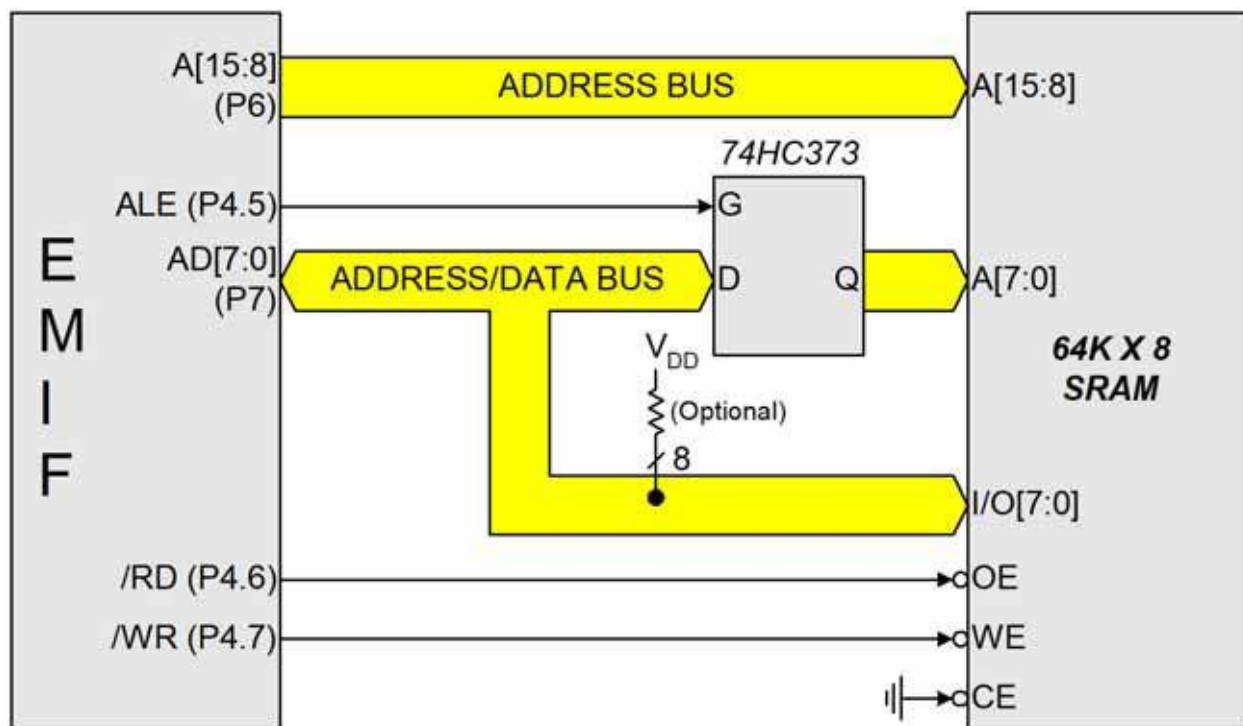 A[15:8]
(P6)
ADDRESS BUS
A[15:8]
74HC373
ALE (P4.5)
G
AD[7:0]
(P7)
ADDRESS/DATA BUS
D
Q
A[7:0]
E
M
I
F
VDD
(Optional)
8
64K X 8
SRAM
I/O[7:0]
/RD (P4.6)
OE
/WR (P4.7)
WE
CE